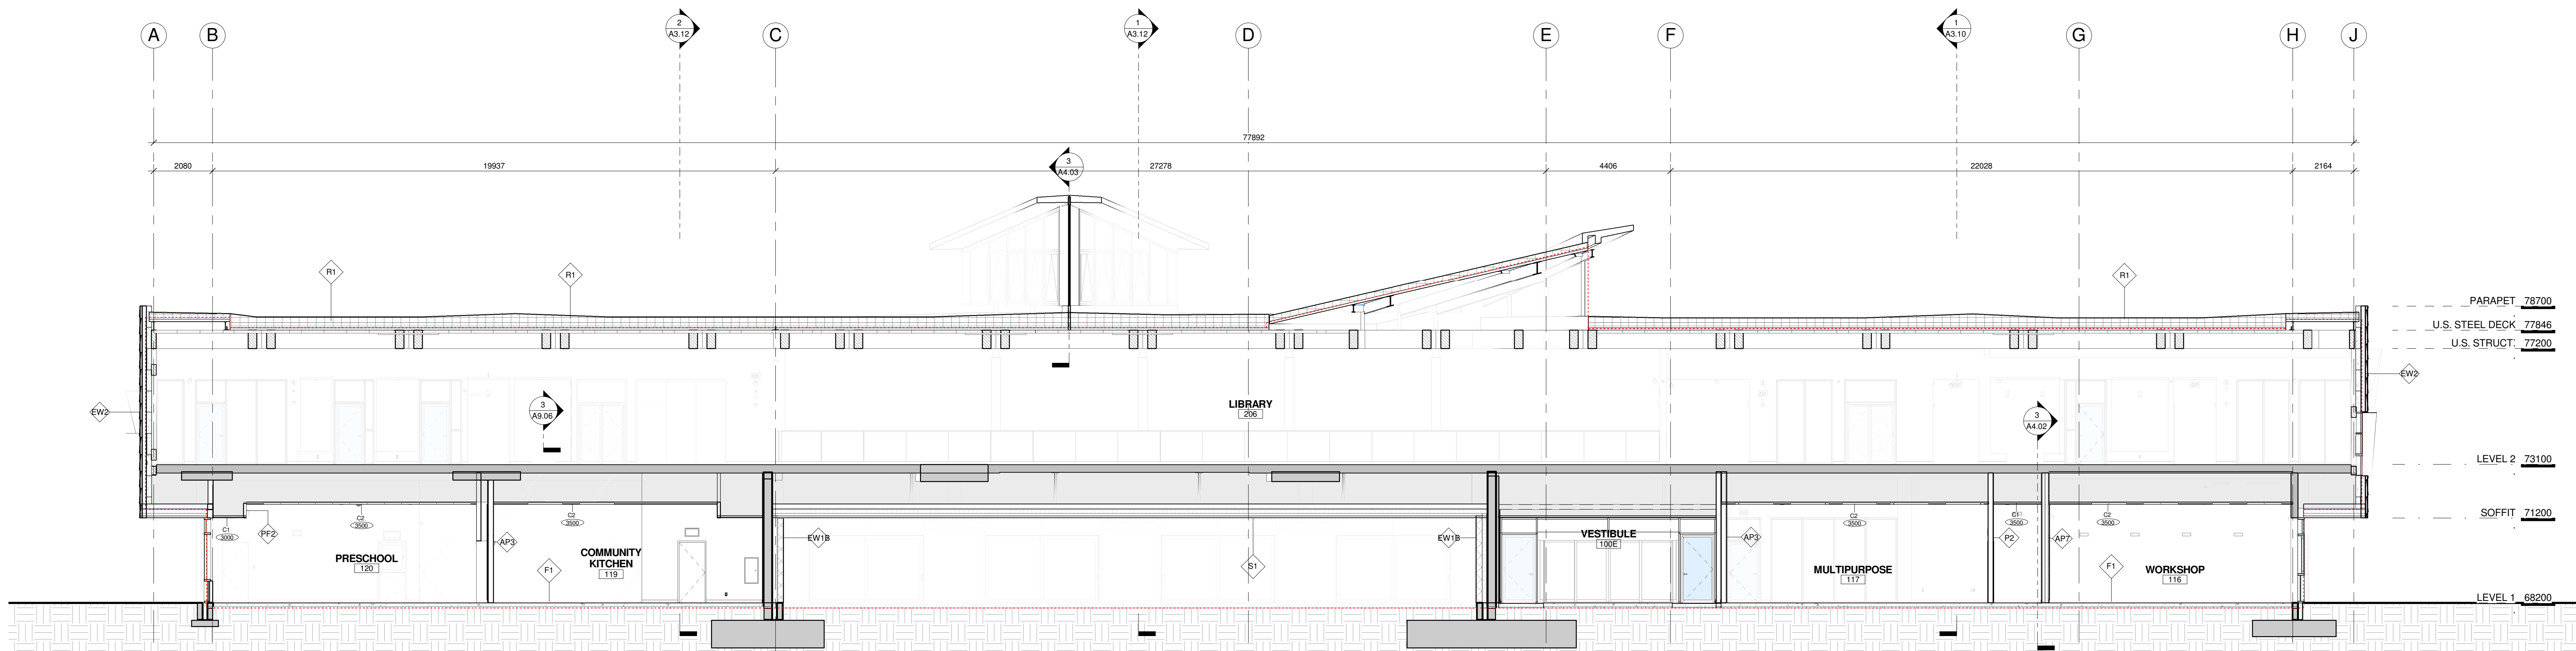 A
B
2
A3.12
C
1
A3.12
D
E
F
1
A3.10
G
H
J
77892
2080
19937
3
A4.03
27278
4406
22028
2164
R1
R1
R1
PARAPET 78700
U.S. STEEL DECK 77846
U.S. STRUCT. 77200
EW2
EW2
3
A9.06
LIBRARY
206
3
A4.02
LEVEL 2 73100
SOFFIT 71200
C1
3000
PF2
C2
3500
PRESCHOOL
120
AP3
C2
3500
COMMUNITY
KITCHEN
119
F1
EW1B
S1
EW1B
VESTIBULE
100E
AP3
C2
3500
MULTIPURPOSE
117
P2
C1
3500
AP7
C2
3500
F1
WORKSHOP
116
LEVEL 1 68200